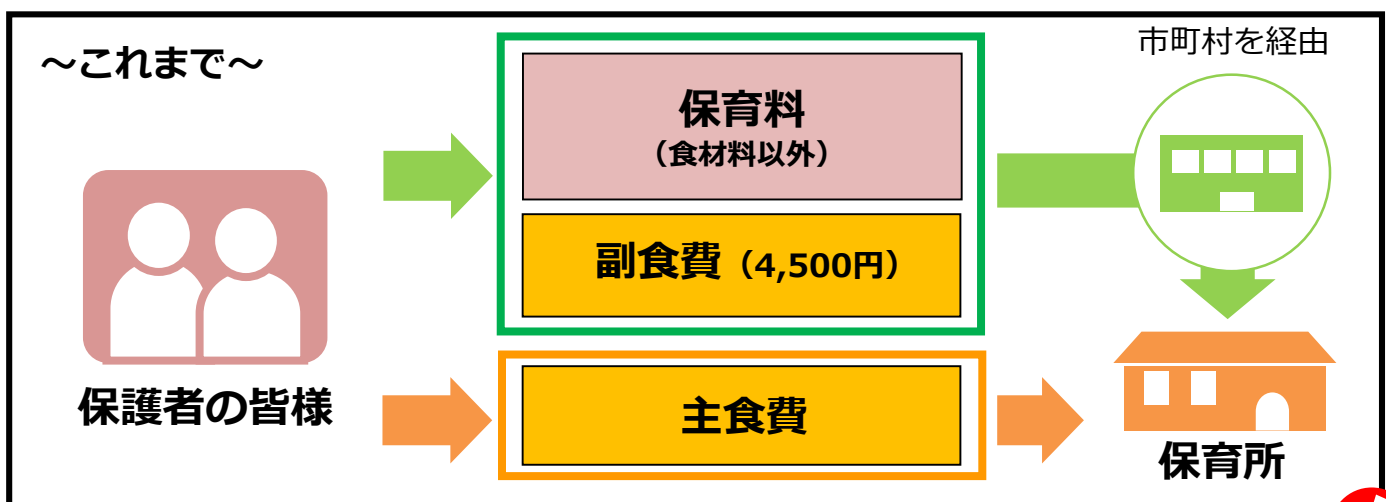 ～これまで～
市町村を経由
保育料
（食材料以外）
副食費（4,500円）
保護者の皆様
主食費
保育所